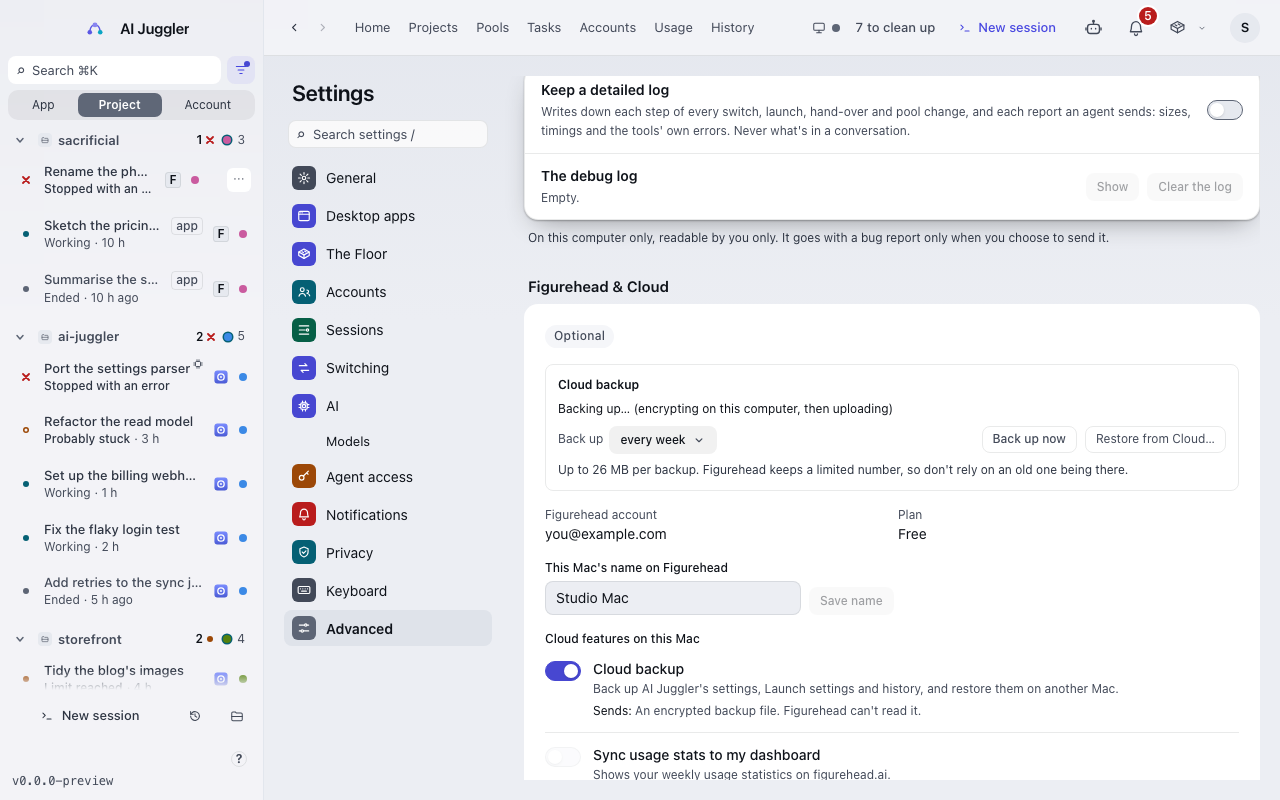 AI Juggler
Search ⌘K
App Project Account
sacrificial 1 3
Rename the ph... F
Stopped with an ...
Sketch the pricin... app F
Working · 10 h
Summarise the s... app F
Ended · 10 h ago
ai-juggler 2 5
Port the settings parser
Stopped with an error
Refactor the read model
Probably stuck · 3 h
Set up the billing webh...
Working · 1 h
Fix the flaky login test
Working · 2 h
Add retries to the sync j...
Ended · 5 h ago
storefront 2 4
Tidy the blog's images
Limit reached · 4 h
New session
?
v0.0.0-preview
Home Projects Pools Tasks Accounts Usage History
7 to clean up
New session
5
S
Settings
Search settings /
General
Desktop apps
The Floor
Accounts
Sessions
Switching
AI
Models
Agent access
Notifications
Privacy
Keyboard
Advanced
Keep a detailed log
Writes down each step of every switch, launch, hand-over and pool change, and each report an agent sends: sizes,
timings and the tools' own errors. Never what's in a conversation.
The debug log
Empty.
Show Clear the log
On this computer only, readable by you only. It goes with a bug report only when you choose to send it.
Figurehead & Cloud
Optional
Cloud backup
Backing up... (encrypting on this computer, then uploading)
Back up every week Back up now Restore from Cloud...
Up to 26 MB per backup. Figurehead keeps a limited number, so don't rely on an old one being there.
Figurehead account Plan
you@example.com Free
This Mac's name on Figurehead
Studio Mac Save name
Cloud features on this Mac
Cloud backup
Back up AI Juggler's settings, Launch settings and history, and restore them on another Mac.
Sends: An encrypted backup file. Figurehead can't read it.
Sync usage stats to my dashboard
Shows your weekly usage statistics on figurehead.ai.